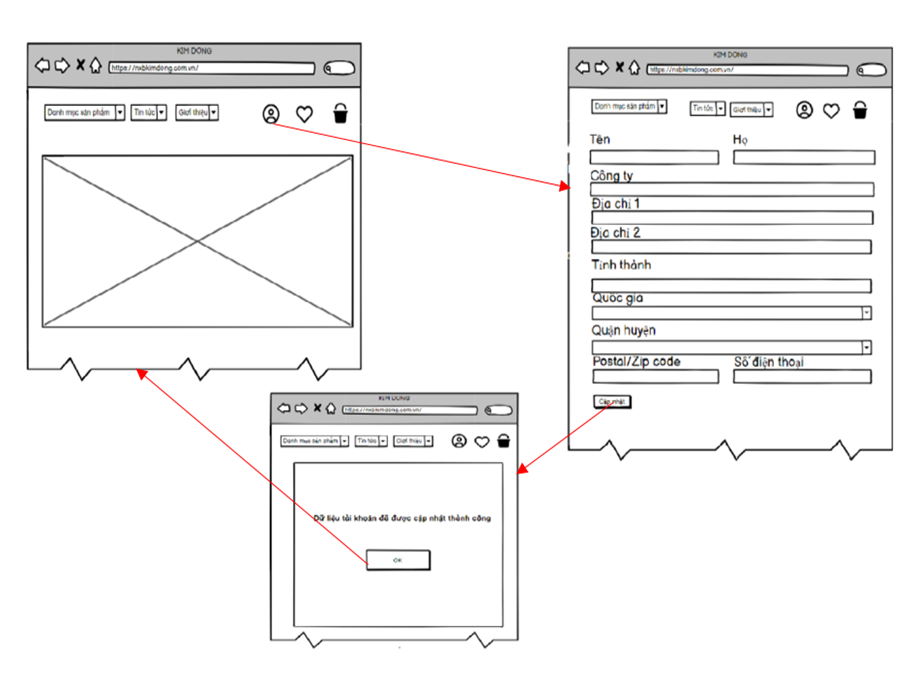 KIM DONG
https://nxbkimdong.com.vn/
Danh mục sản phẩm Tin tức Giới thiệu
KIM DONG
https://nxbkimdong.com.vn/
Danh mục sản phẩm Tin tức Giới thiệu
Tên Họ
Công ty
Địa chỉ 1
Địa chỉ 2
Tỉnh thành
Quốc gia
Quận huyện
Postal/Zip code Số điện thoại
Cập nhật
KIM DONG
https://nxbkimdong.com.vn/
Danh mục sản phẩm Tin tức Giới thiệu
Dữ liệu tài khoản đã được cập nhật thành công
OK